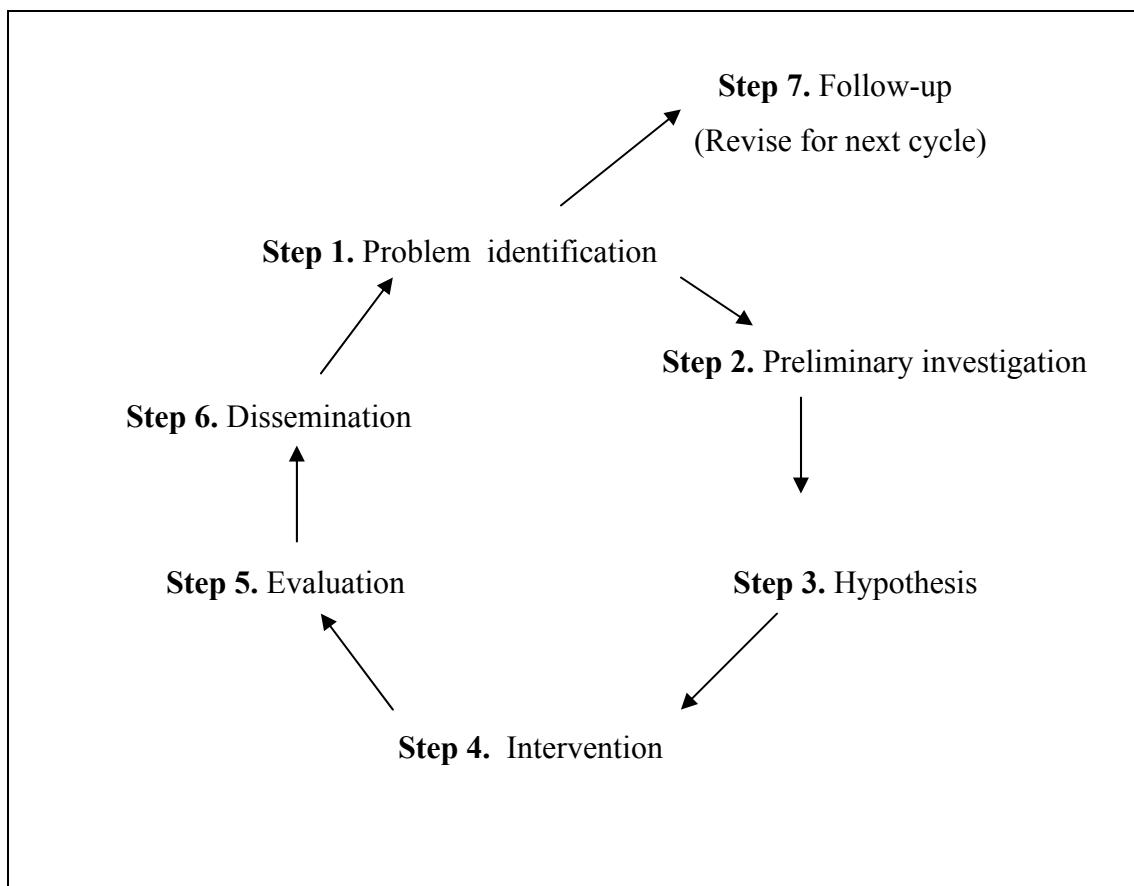 Step 7. Follow-up
(Revise for next cycle)
Step 1. Problem identification
Step 2. Preliminary investigation
Step 6. Dissemination
Step 5. Evaluation
Step 3. Hypothesis
Step 4. Intervention